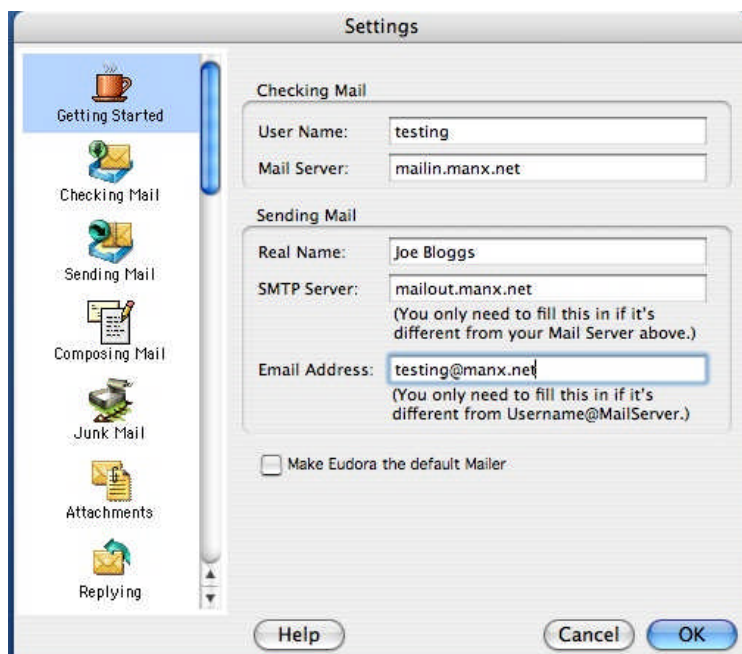 Settings
Getting Started
Checking Mail
Sending Mail
Composing Mail
Junk Mail
Attachments
Replying
Checking Mail
User Name: testing
Mail Server: mailin.manx.net
Sending Mail
Real Name: Joe Bloggs
SMTP Server: mailout.manx.net
(You only need to fill this in if it's
different from your Mail Server above.)
Email Address: testing@manx.net
(You only need to fill this in if it's
different from Username@MailServer.)
Make Eudora the default Mailer
Help Cancel OK